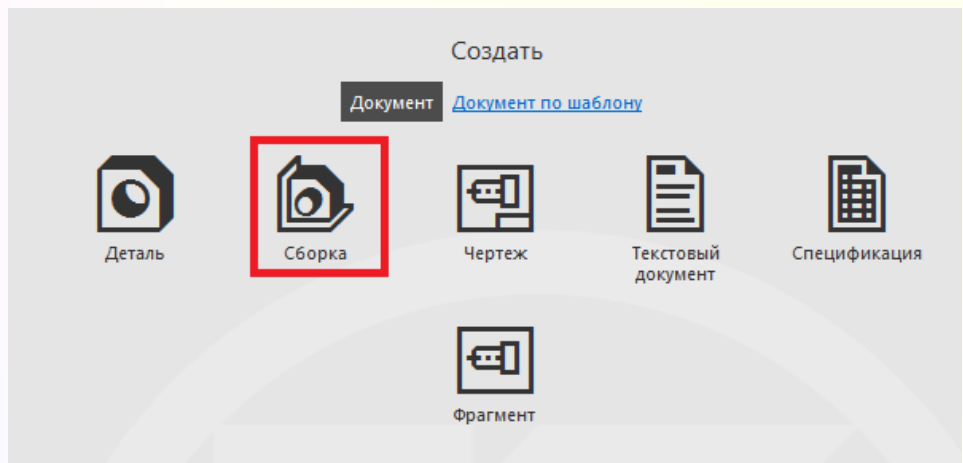 Создать
Документ Документ по шаблону
Деталь
Сборка
Чертеж
Текстовый
документ
Спецификация
Фрагмент